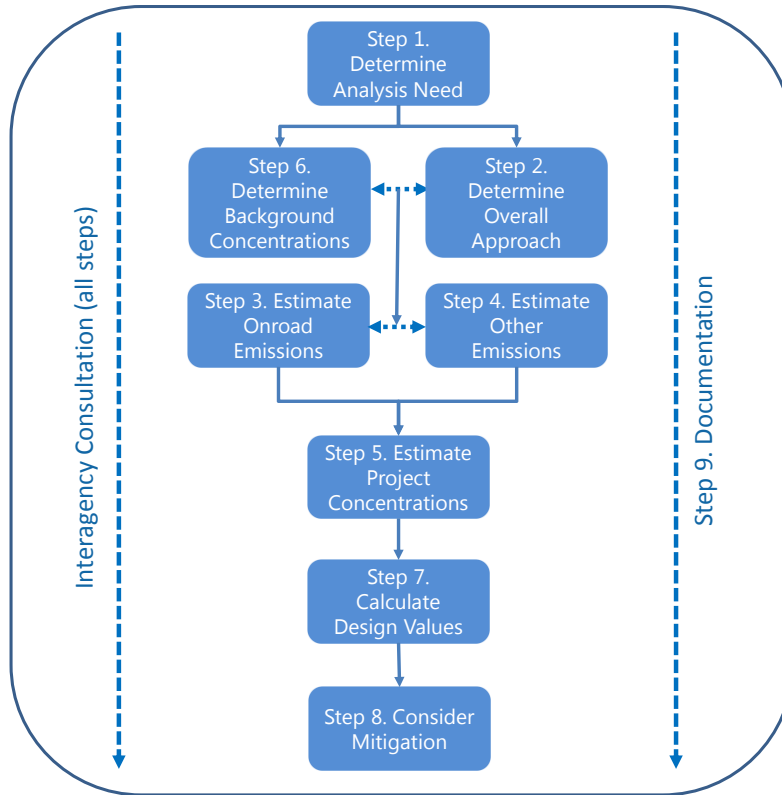 Step 1.
Determine
Analysis Need
Step 6.
Determine
Background
Concentrations
Step 2.
Determine
Overall
Approach
Step 3. Estimate
Onroad
Emissions
Step 4. Estimate
Other
Emissions
Step 5. Estimate
Project
Concentrations
Step 7.
Calculate
Design Values
Step 8. Consider
Mitigation
Interagency Consultation (all steps)
Step 9. Documentation